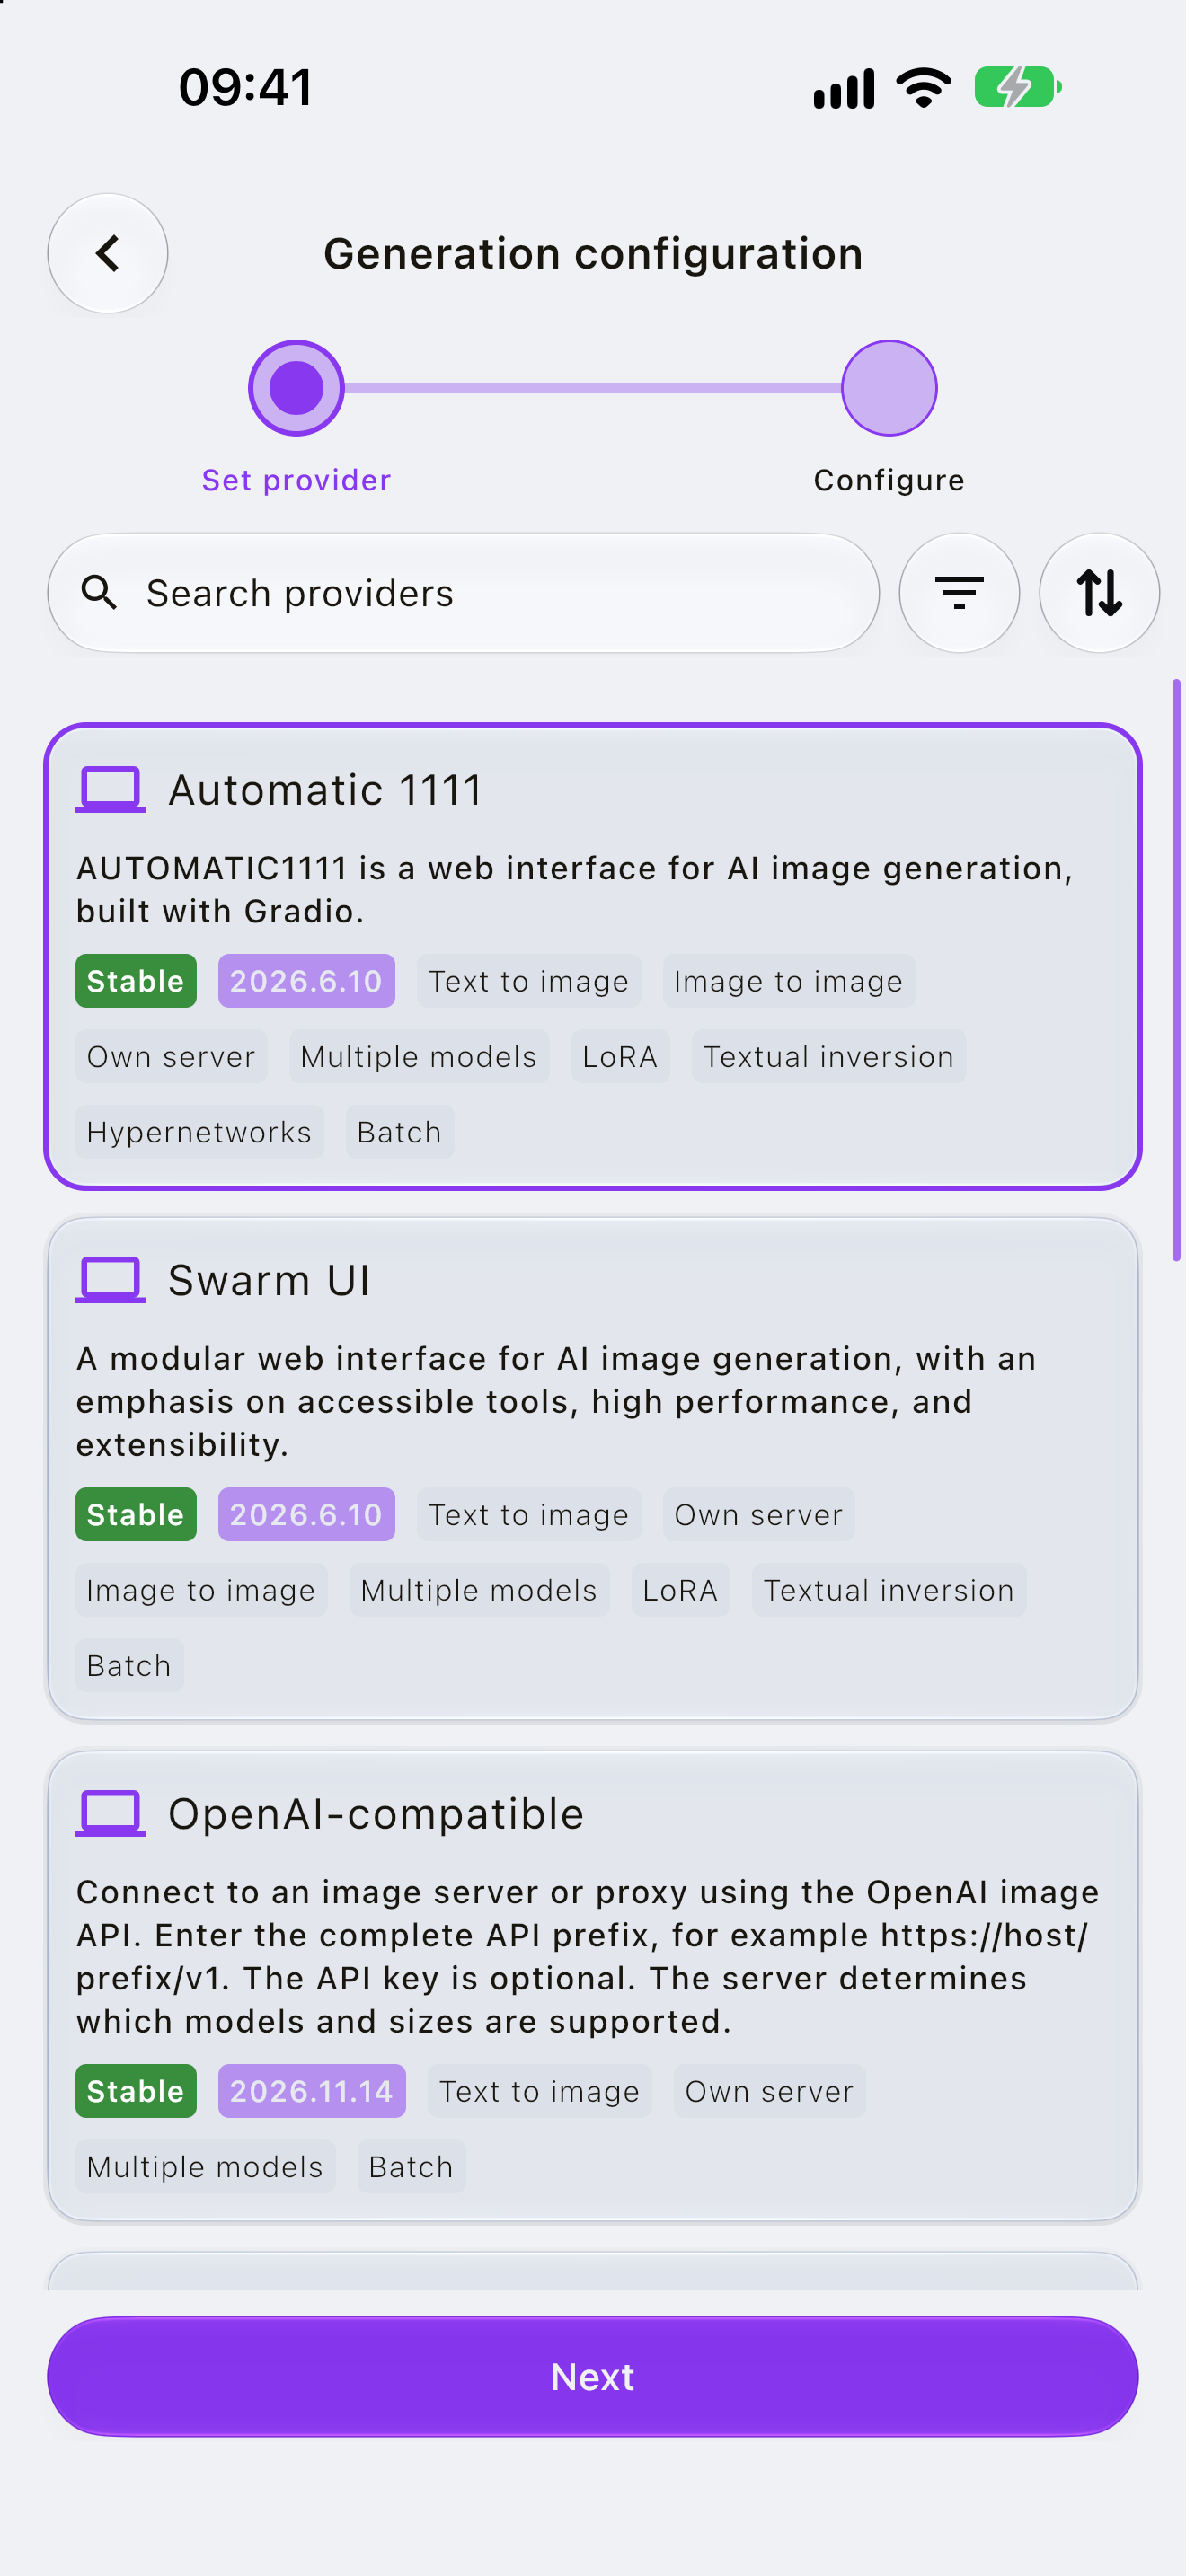 09:41
Generation configuration
Set provider
Configure
Search providers
Automatic 1111
AUTOMATIC1111 is a web interface for AI image generation,
built with Gradio.
Stable 2026.6.10 Text to image Image to image
Own server Multiple models LoRA Textual inversion
Hypernetworks Batch
Swarm UI
A modular web interface for AI image generation, with an
emphasis on accessible tools, high performance, and
extensibility.
Stable 2026.6.10 Text to image Own server
Image to image Multiple models LoRA Textual inversion
Batch
OpenAI-compatible
Connect to an image server or proxy using the OpenAI image
API. Enter the complete API prefix, for example https://host/
prefix/v1. The API key is optional. The server determines
which models and sizes are supported.
Stable 2026.11.14 Text to image Own server
Multiple models Batch
Next